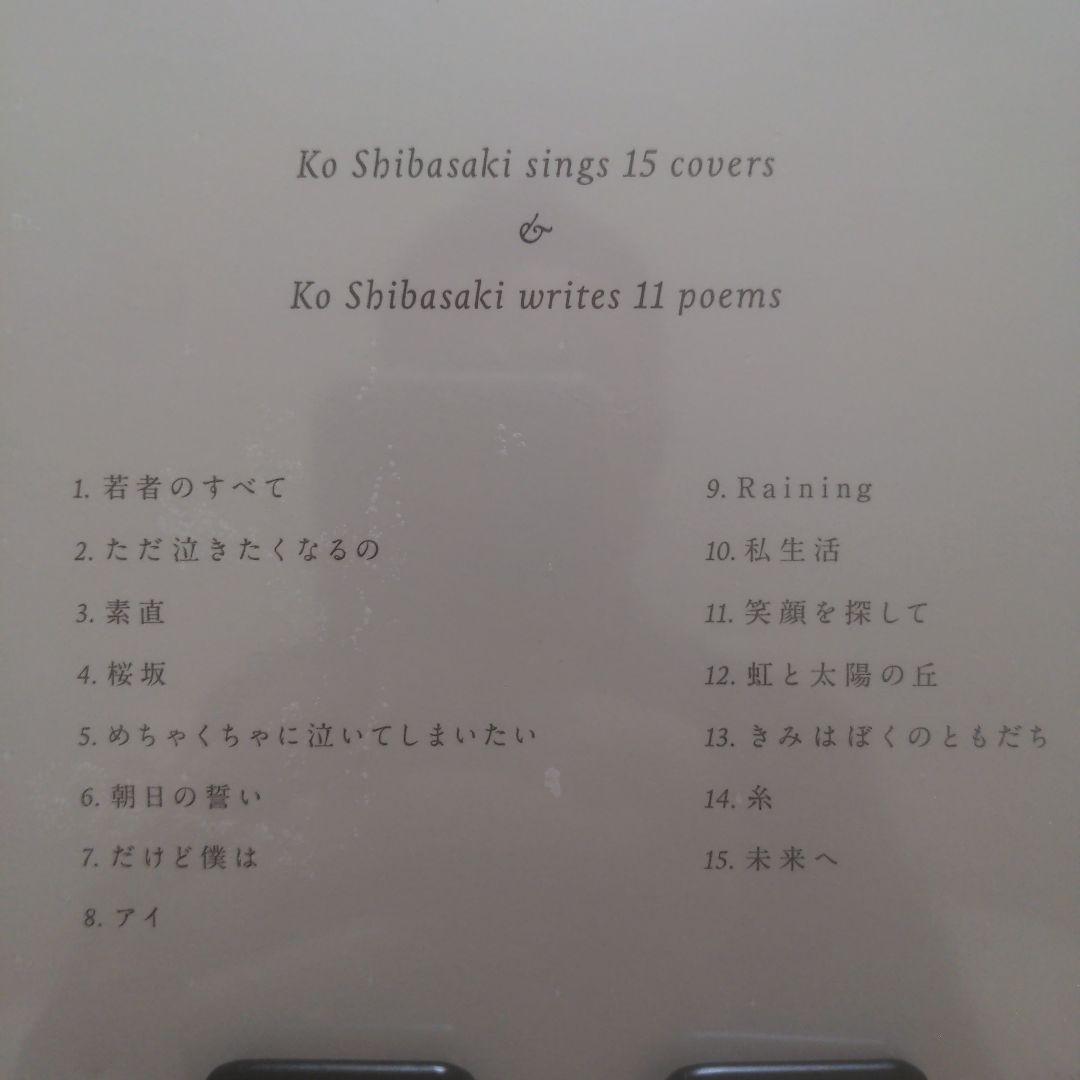 Ko Shibasaki sings 15 covers
&
Ko Shibasaki writes 11 poems
1. 若者のすべて
2. ただ泣きたくなるの
3. 素直
4. 桜坂
5. めちゃくちゃに泣いてしまいたい
6. 朝日の誓い
7. だけど僕は
8. アイ
9. Raining
10. 私生活
11. 笑顔を探して
12. 虹と太陽の丘
13. きみはぼくのともだち
14. 糸
15. 未来へ